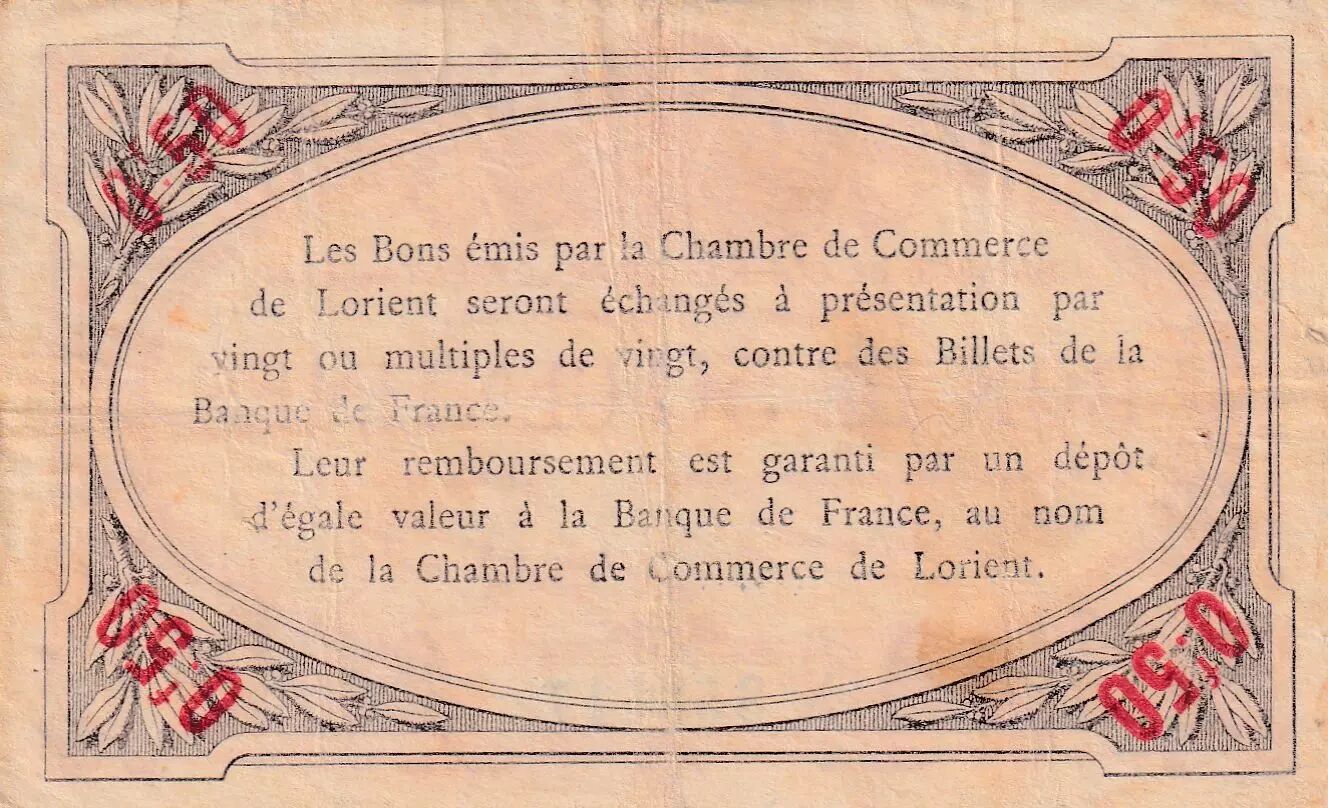 0,50
0,50
Les Bons émis par la Chambre de Commerce
de Lorient seront échangés à présentation par
vingt ou multiples de vingt, contre des Billets de la
Banque de France.
Leur remboursement est garanti par un dépôt
d'égale valeur à la Banque de France, au nom
de la Chambre de Commerce de Lorient.
0,50
0,50